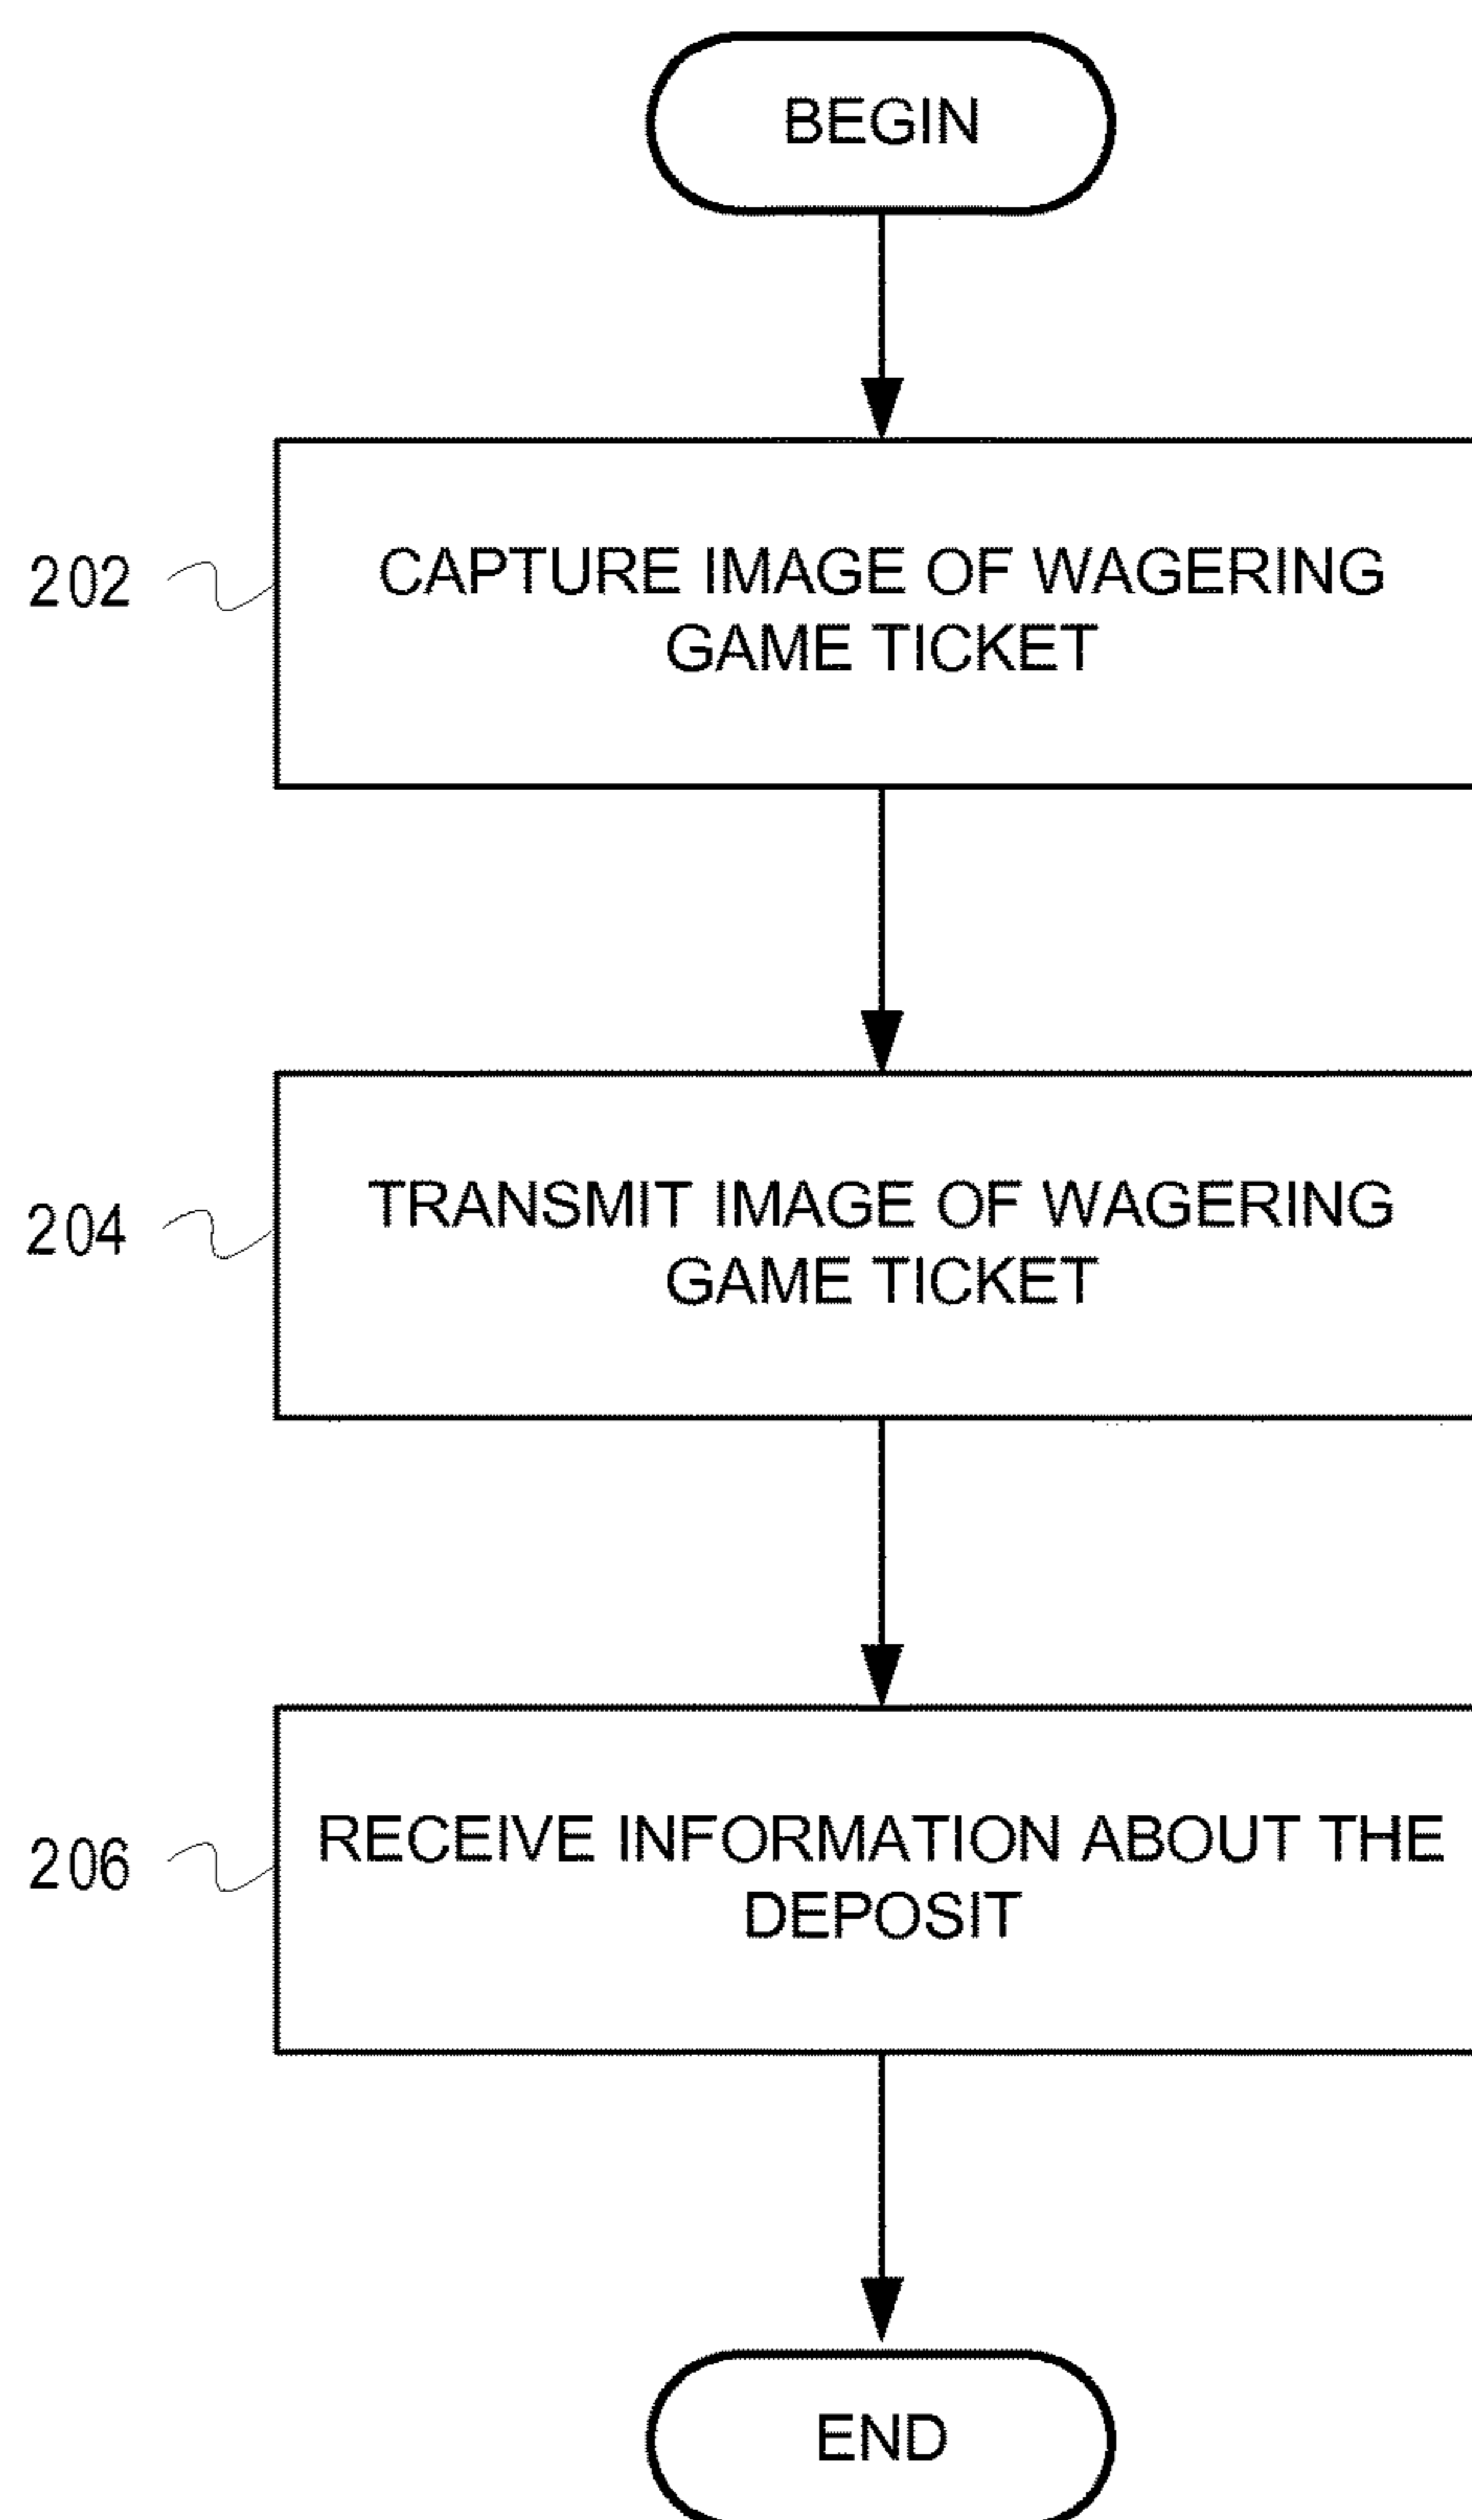 BEGIN
202
CAPTURE IMAGE OF WAGERING
GAME TICKET
204
TRANSMIT IMAGE OF WAGERING
GAME TICKET
206
RECEIVE INFORMATION ABOUT THE
DEPOSIT
END